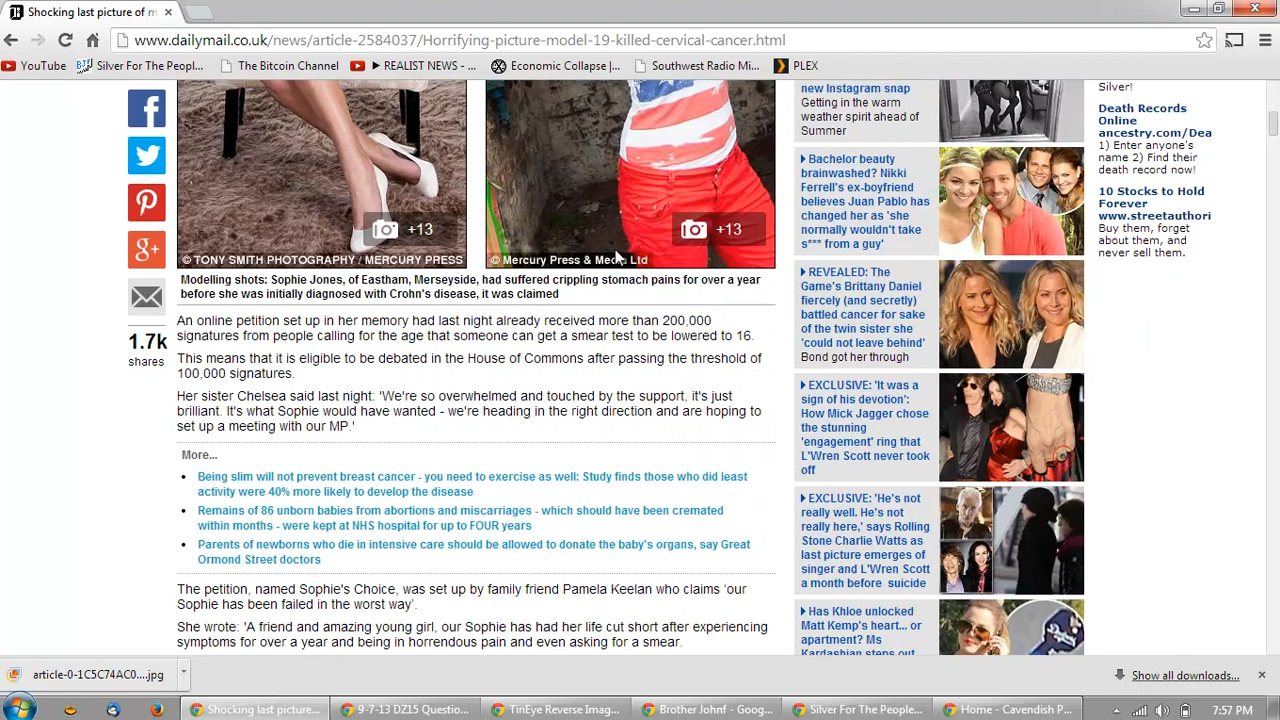 Shocking last picture of m
www.dailymail.co.uk/news/article-2584037/Horrifying-picture-model-19-killed-cervical-cancer.html
YouTube
Silver For The Peopl...
The Bitcoin Channel
► REALIST NEWS - ...
Economic Collapse |...
Southwest Radio Mi...
PLEX
+13
© TONY SMITH PHOTOGRAPHY / MERCURY PRESS
+13
© Mercury Press & Media Ltd
Modelling shots: Sophie Jones, of Eastham, Merseyside, had suffered crippling stomach pains for over a year
before she was initially diagnosed with Crohn's disease, it was claimed
1.7k
shares
An online petition set up in her memory had last night already received more than 200,000
signatures from people calling for the age that someone can get a smear test to be lowered to 16.
This means that it is eligible to be debated in the House of Commons after passing the threshold of
100,000 signatures.
Her sister Chelsea said last night: 'We're so overwhelmed and touched by the support, it's just
brilliant. It's what Sophie would have wanted - we're heading in the right direction and are hoping to
set up a meeting with our MP.'
More...
Being slim will not prevent breast cancer - you need to exercise as well: Study finds those who did least
activity were 40% more likely to develop the disease
Remains of 86 unborn babies from abortions and miscarriages - which should have been cremated
within months - were kept at NHS hospital for up to FOUR years
Parents of newborns who die in intensive care should be allowed to donate the baby's organs, say Great
Ormond Street doctors
The petition, named Sophie's Choice, was set up by family friend Pamela Keelan who claims 'our
Sophie has been failed in the worst way'.
She wrote: 'A friend and amazing young girl, our Sophie has had her life cut short after experiencing
symptoms for over a year and being in horrendous pain and even asking for a smear.
new Instagram snap
Getting in the
warm
weather spirit ahead of
Summer
Bachelor beauty
brainwashed? Nikki
Ferrell's ex-boyfriend
believes Juan Pablo has
changed her as 'she
normally wouldn't take
s*** from a guy'
REVEALED: The
Game's Brittany Daniel
fiercely (and secretly)
battled cancer for sake
of the twin sister she
'could not leave behind'
Bond got her through
EXCLUSIVE: 'It was a
sign of his devotion':
How Mick Jagger chose
the stunning
'engagement' ring that
L'Wren Scott never took
off
EXCLUSIVE: 'He's not
really well. He's not
really here,' says Rolling
Stone Charlie Watts as
last picture emerges of
singer and L'Wren Scott
a month before suicide
Has Khloe unlocked
Matt Kemp's heart... or
apartment? Ms
Kardashian steps out
Silver!
Death Records
Online
ancestry.com/Dea
1) Enter anyone's
name 2) Find their
death record now!
10 Stocks to Hold
Forever
www.streetauthori
Buy them, forget
about them, and
never sell them.
article-0-1C5C74AC0....jpg
Show all downloads...
Shocking last picture...
9-7-13 DZ15 Questio...
TinEye Reverse Imag...
Brother Johnf - Goog...
Silver For The People...
Home - Cavendish P...
7:57 PM